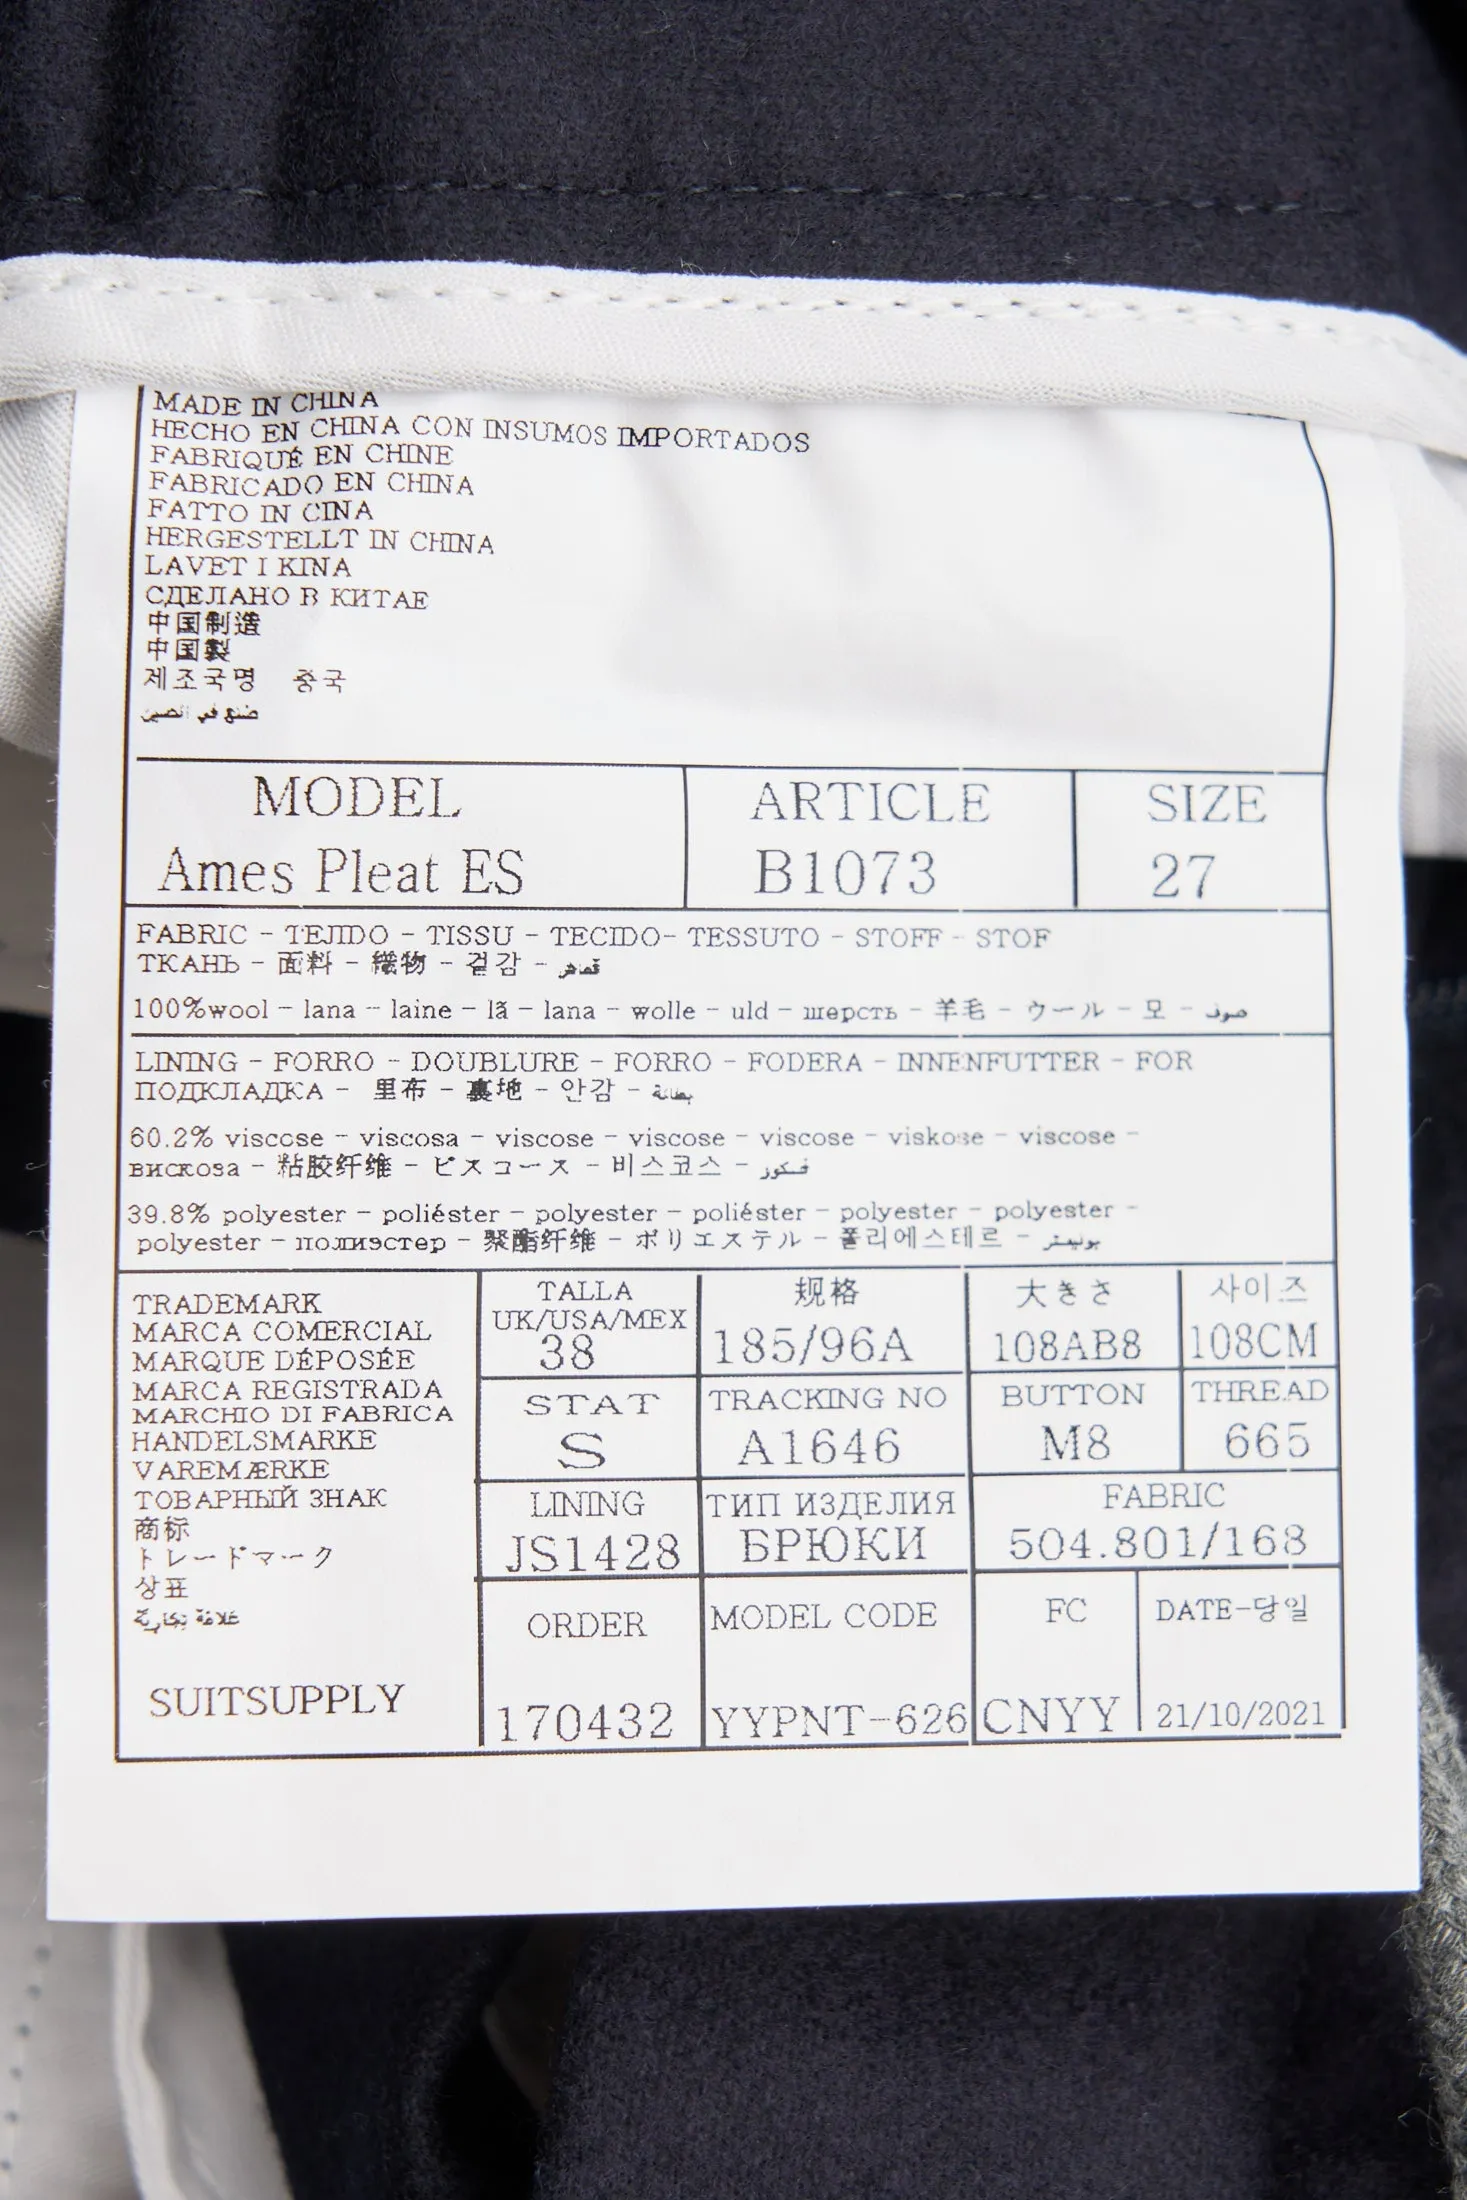 MADE IN CHINA
HECHO EN CHINA CON INSUMOS IMPORTADOS
FABRIQUÉ EN CHINE
FABRICADO EN CHINA
FATTO IN CINA
HERGESTELLT IN CHINA
LAVET I KINA
СДЕЛАНО В КИТАЕ
中国制造
中国製
제조국명 중국
صنع في الصين
MODEL ARTICLE SIZE
Ames Pleat ES B1073 27
FABRIC - TEJIDO - TISSU - TECIDO- TESSUTO - STOFF - STOF
ТКАНЬ - 面料 - 織物 - 겉감 - قماش
100%wool - lana - laine - lã - lana - wolle - uld - шерсть - 羊毛 - ウール - 모 - صوف
LINING - FORRO - DOUBLURE - FORRO - FODERA - INNENFUTTER - FOR
ПОДКЛАДКА - 里布 - 裏地 - 안감 - بطانة
60.2% viscose - viscosa - viscose - viscose - viscose - viskose - viscose -
вискоза - 粘胶纤维 - ビスコース - 비스코스 - فسكوز
39.8% polyester - poliéster - polyester - poliéster - polyester - polyester -
polyester - полиэстер - 聚酯纤维 - ポリエステル - 폴리에스테르 -
TRADEMARK
MARCA COMERCIAL
MARQUE DÉPOSÉE
MARCA REGISTRADA
MARCHIO DI FABRICA
HANDELSMARKE
VAREMÆRKE
ТОВАРНЫЙ ЗНАК
商标
トレードマーク
상표
علامة تجارية
SUITSUPPLY
TALLA 规格 大きさ 사이즈
UK/USA/MEX
38 185/96A 108AB8 108CM
STAT TRACKING NO BUTTON THREAD
S A1646 M8 665
LINING ТИП ИЗДЕЛИЯ FABRIC
JS1428 БРЮКИ 504.801/168
ORDER MODEL CODE FC DATE-당일
170432 YYPNT-626 CNYY 21/10/2021